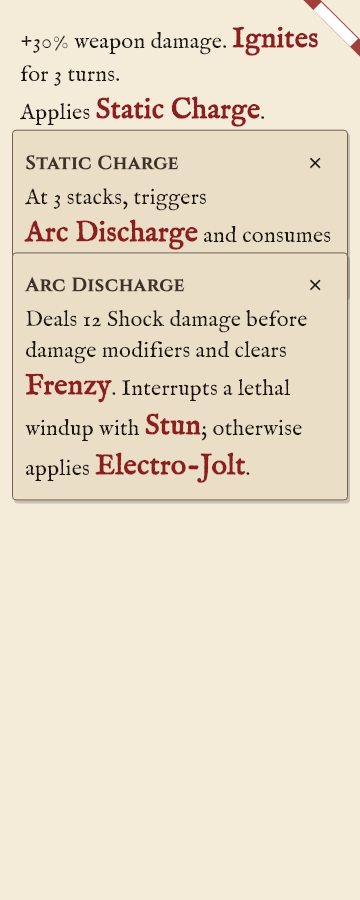 +30% weapon damage. Ignites
for 3 turns.
Applies Static Charge.
Static Charge ×
At 3 stacks, triggers
Arc Discharge and consumes
Arc Discharge ×
Deals 12 Shock damage before
damage modifiers and clears
Frenzy. Interrupts a lethal
windup with Stun; otherwise
applies Electro-Jolt.